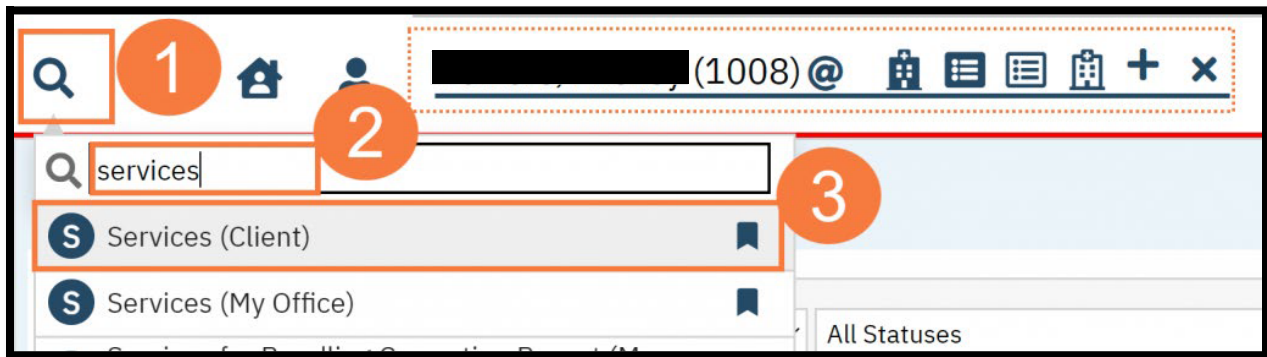 1
(1008) @
2
services
3
S Services (Client)
S Services (My Office)
All Statuses